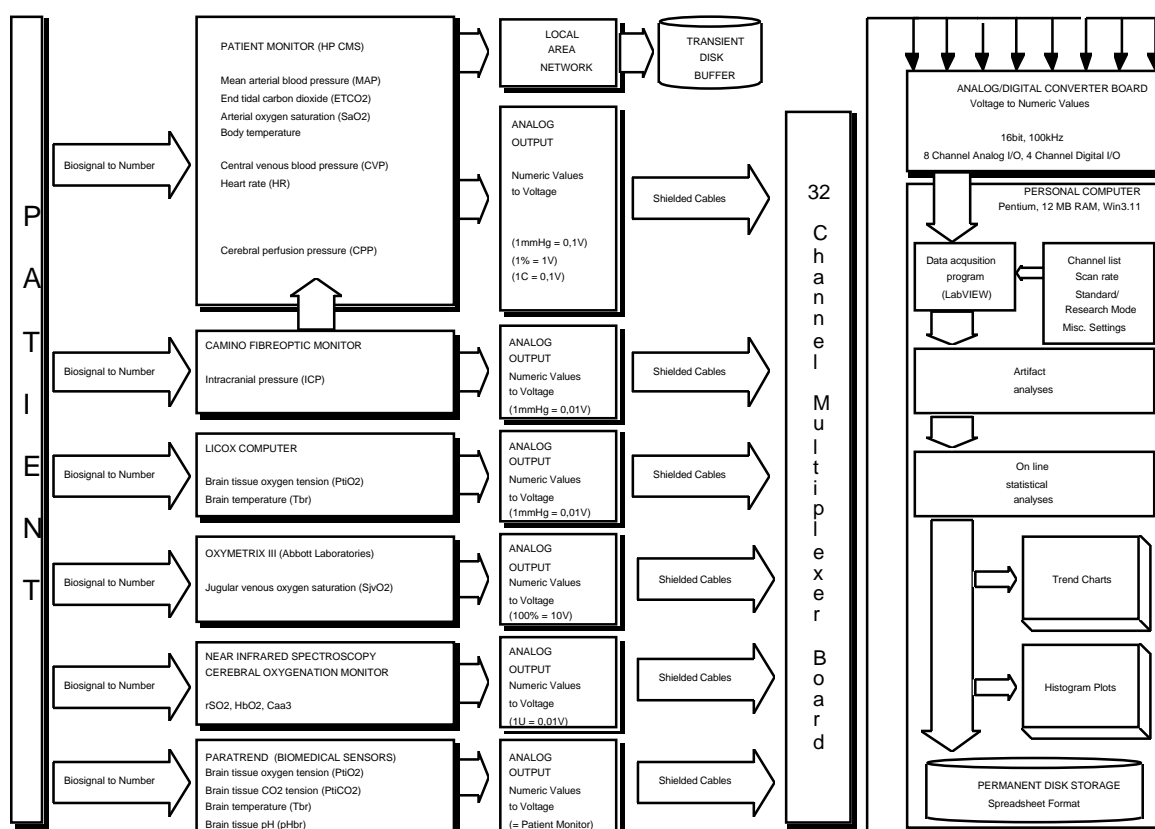 PATIENT
Biosignal to Number
PATIENT MONITOR (HP CMS)
Mean arterial blood pressure (MAP)
End tidal carbon dioxide (ETCO2)
Arterial oxygen saturation (SaO2)
Body temperature
Central venous blood pressure (CVP)
Heart rate (HR)
Cerebral perfusion pressure (CPP)
LOCAL
AREA
NETWORK
TRANSIENT
DISK
BUFFER
ANALOG
OUTPUT
Numeric Values
to Voltage
(1mmHg = 0,1V)
(1% = 1V)
(1C = 0,1V)
Shielded Cables
Biosignal to Number
CAMINO FIBREOPTIC MONITOR
Intracranial pressure (ICP)
ANALOG
OUTPUT
Numeric Values
to Voltage
(1mmHg = 0,01V)
Shielded Cables
Biosignal to Number
LICOX COMPUTER
Brain tissue oxygen tension (PtiO2)
Brain temperature (Tbr)
ANALOG
OUTPUT
Numeric Values
to Voltage
(1mmHg = 0,01V)
Shielded Cables
Biosignal to Number
OXYMETRIX III (Abbott Laboratories)
Jugular venous oxygen saturation (SjvO2)
ANALOG
OUTPUT
Numeric Values
to Voltage
(100% = 10V)
Shielded Cables
Biosignal to Number
NEAR INFRARED SPECTROSCOPY
CEREBRAL OXYGENATION MONITOR
rSO2, HbO2, Caa3
ANALOG
OUTPUT
Numeric Values
to Voltage
(1U = 0,01V)
Shielded Cables
Biosignal to Number
PARATREND (BIOMEDICAL SENSORS)
Brain tissue oxygen tension (PtiO2)
Brain tissue CO2 tension (PtiCO2)
Brain temperature (Tbr)
Brain tissue pH (pHbr)
ANALOG
OUTPUT
Numeric Values
to Voltage
(= Patient Monitor)
Shielded Cables
32 Channel Multiplexer Board
ANALOG/DIGITAL CONVERTER BOARD
Voltage to Numeric Values
16bit, 100kHz
8 Channel Analog I/O, 4 Channel Digital I/O
PERSONAL COMPUTER
Pentium, 12 MB RAM, Win3.11
Data acqusition
program
(LabVIEW)
Channel list
Scan rate
Standard/
Research Mode
Misc. Settings
Artifact
analyses
On line
statistical
analyses
Trend Charts
Histogram Plots
PERMANENT DISK STORAGE
Spreadsheet Format